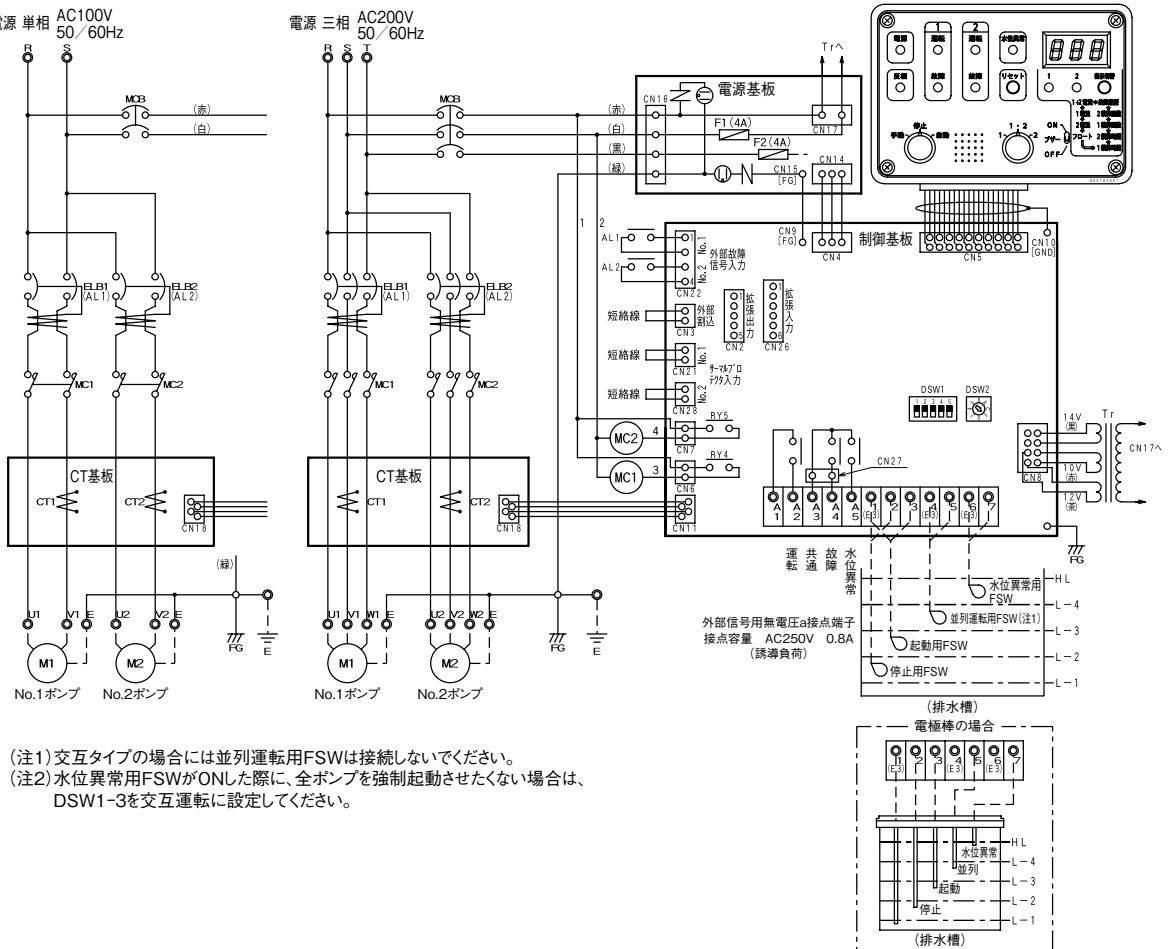 電源 単相 AC100V 50/60Hz
R S
MCB
(赤)
(白)
ELB1
(AL1)
ELB2
(AL2)
MC1
MC2
CT基板
CT1
CT2
CN18
(緑)
U1 V1 E U2 V2 E
M1
M2
FG
E
No.1ポンプ
No.2ポンプ
電源 三相 AC200V 50/60Hz
R S T
MCB
(赤)
(白)
(黒)
(緑)
ELB1
(AL1)
ELB2
(AL2)
MC1
MC2
CT基板
CT1
CT2
CN18
U1 V1 W1 E U2 V2 W2 E
M1
M2
FG
E
No.1ポンプ
No.2ポンプ
Trへ
電源基板
CN16
F1(4A)
F2(4A)
CN17
CN15
[FG]
CN14
1 2
電源
運転
運転
水位異常
反相
故障
故障
リセット
1 2 表示切替
手動 停止 自動
1 1・2 2
ON
ブザー
OFF
フロート
1 2
CN9
[FG]
CN4
制御基板
CN5
CN10
[GND]
AL1
AL2
1
4
No.1
No.2
外部故障
信号入力
CN22
短絡線
外部
割込
CN3
拡張出力
1
5
CN2
拡張入力
1
6
CN26
短絡線
No.1
CN21
サーマルプロ
テクタ入力
短絡線
No.2
CN28
MC2
4
RY5
CN7
MC1
3
RY4
CN6
CN11
DSW1
1 2 3 4 5
DSW2
CN27
14V
(黒)
10V
(赤)
12V
(茶)
CN8
Tr
CN17へ
A1 A2 A3 A4 A5 1(E3) 2 3 4(E3) 5 6(E3) 7
FG
運転
共通
故障
水位異常
外部信号用無電圧a接点端子
接点容量 AC250V 0.8A
(誘導負荷)
HL
水位異常用
FSW
L-4
並列運転用FSW(注1)
L-3
起動用FSW
L-2
停止用FSW
L-1
(排水槽)
電極棒の場合
1(E3) 2 3 4(E3) 5 6(E3) 7
HL
水位異常
L-4
並列
L-3
起動
L-2
停止
L-1
(排水槽)
(注1)交互タイプの場合には並列運転用FSWは接続しないでください。
(注2)水位異常用FSWがONした際に、全ポンプを強制起動させたくない場合は、
DSW1-3を交互運転に設定してください。